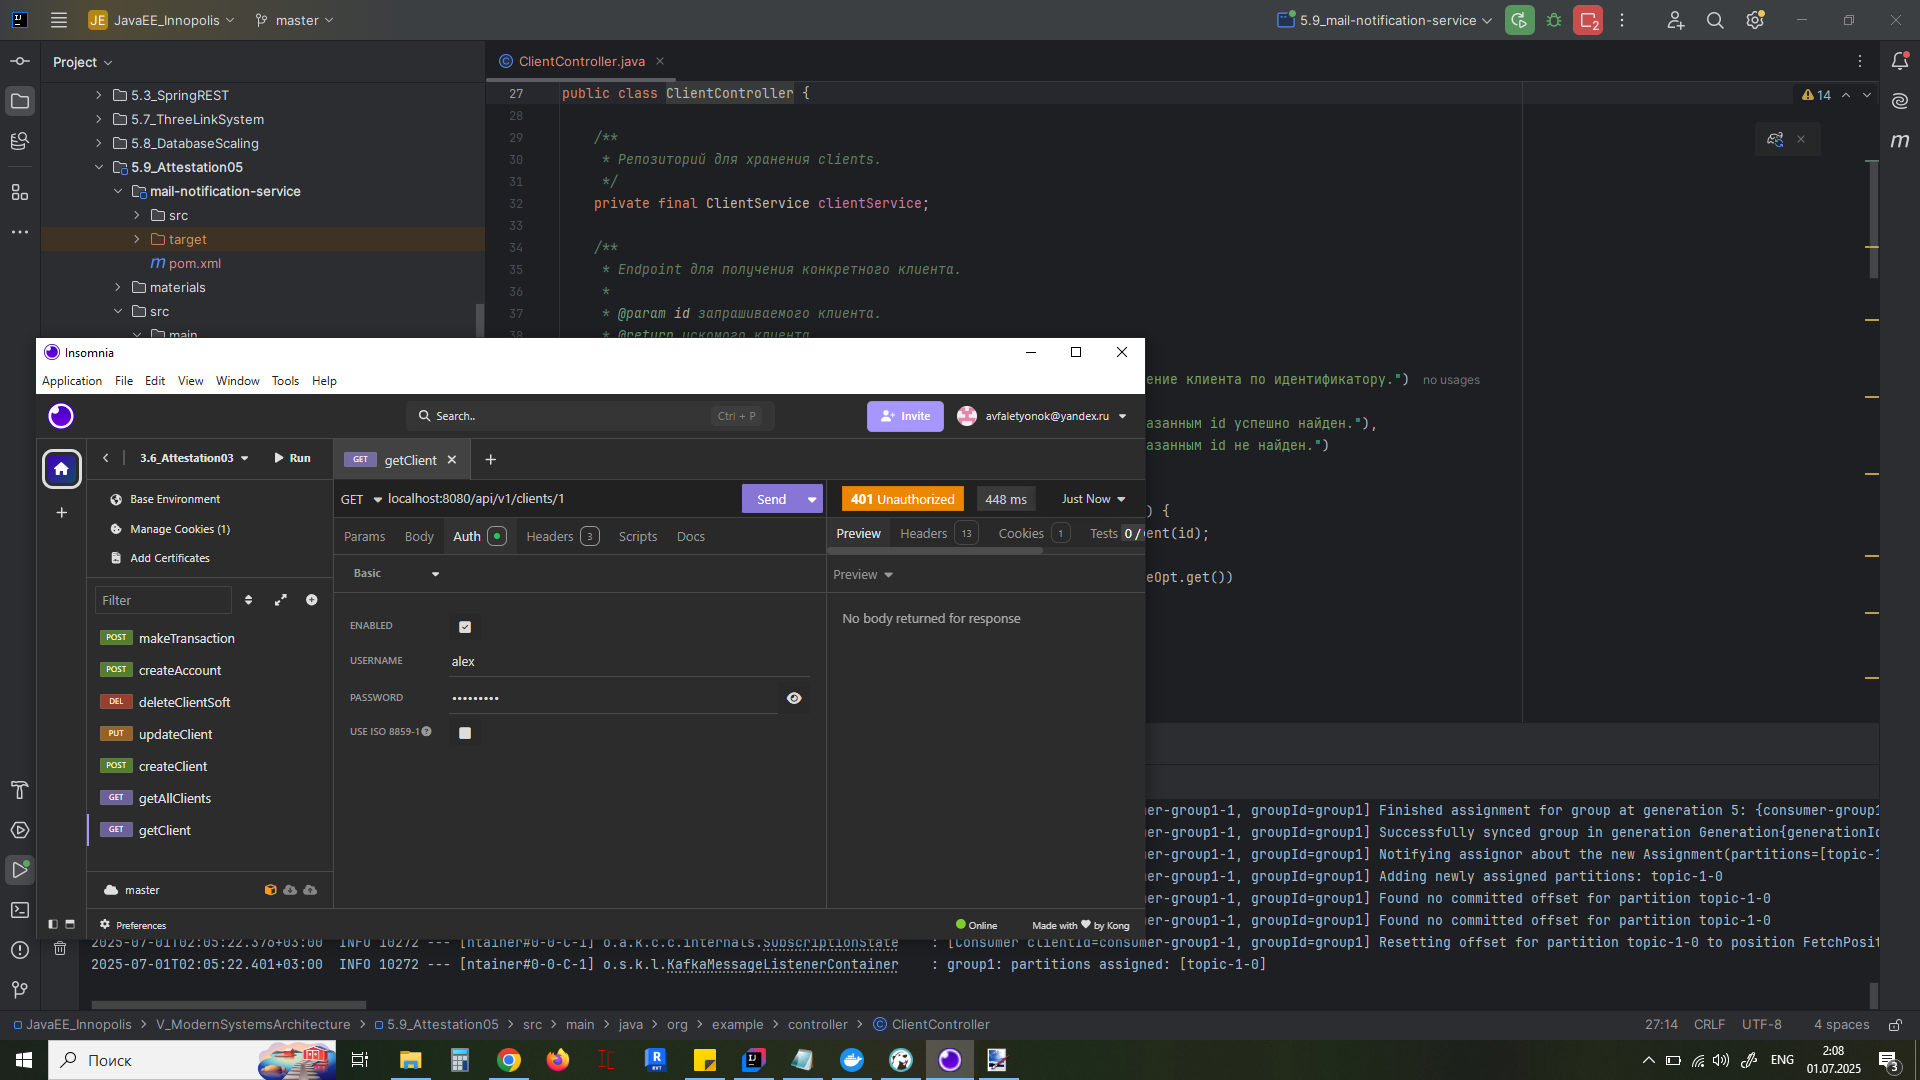 JE JavaEE_Innopolis
master
5.9_mail-notification-service
2
Project
ClientController.java
5.3_SpringREST
5.7_ThreeLinkSystem
5.8_DatabaseScaling
5.9_Attestation05
mail-notification-service
src
target
m pom.xml
materials
src
main
27 public class ClientController {
14
28
29 /**
30 * Репозиторий для хранения clients.
31 */
32 private final ClientService clientService;
33
34 /**
35 * Endpoint для получения конкретного клиента.
36 *
37 * @param id запрашиваемого клиента.
38 * @return искомого клиента
ение клиента по идентификатору.") no usages
азанным id успешно найден."),
азанным id не найден.")
) {
ent(id);
eOpt.get())
Insomnia
Application File Edit View Window Tools Help
Search.. Ctrl + P
Invite
avfaletyonok@yandex.ru
3.6_Attestation03
Run
GET getClient
Base Environment
Manage Cookies (1)
Add Certificates
Filter
POST makeTransaction
POST createAccount
DEL deleteClientSoft
PUT updateClient
POST createClient
GET getAllClients
GET getClient
master
Preferences
GET localhost:8080/api/v1/clients/1
Send
401 Unauthorized 448 ms Just Now
Params Body Auth Headers 3 Scripts Docs
Preview Headers 13 Cookies 1 Tests 0 /
Basic
Preview
ENABLED
USERNAME alex
PASSWORD •••••••••
USE ISO 8859-1
No body returned for response
Online
Made with by Kong
er-group1-1, groupId=group1] Finished assignment for group at generation 5: {consumer-group1
er-group1-1, groupId=group1] Successfully synced group in generation Generation{generationId
er-group1-1, groupId=group1] Notifying assignor about the new Assignment(partitions=[topic-1
er-group1-1, groupId=group1] Adding newly assigned partitions: topic-1-0
er-group1-1, groupId=group1] Found no committed offset for partition topic-1-0
er-group1-1, groupId=group1] Found no committed offset for partition topic-1-0
2025-07-01T02:05:22.378+03:00 INFO 10272 --- [ntainer#0-0-C-1] o.a.k.c.c.internals.SubscriptionState : [Consumer clientId=consumer-group1-1, groupId=group1] Resetting offset for partition topic-1-0 to position FetchPosit
2025-07-01T02:05:22.401+03:00 INFO 10272 --- [ntainer#0-0-C-1] o.s.k.l.KafkaMessageListenerContainer : group1: partitions assigned: [topic-1-0]
JavaEE_Innopolis > V_ModernSystemsArchitecture > 5.9_Attestation05 > src > main > java > org > example > controller > ClientController
27:14 CRLF UTF-8 4 spaces
Поиск
ENG
2:08
01.07.2025
3